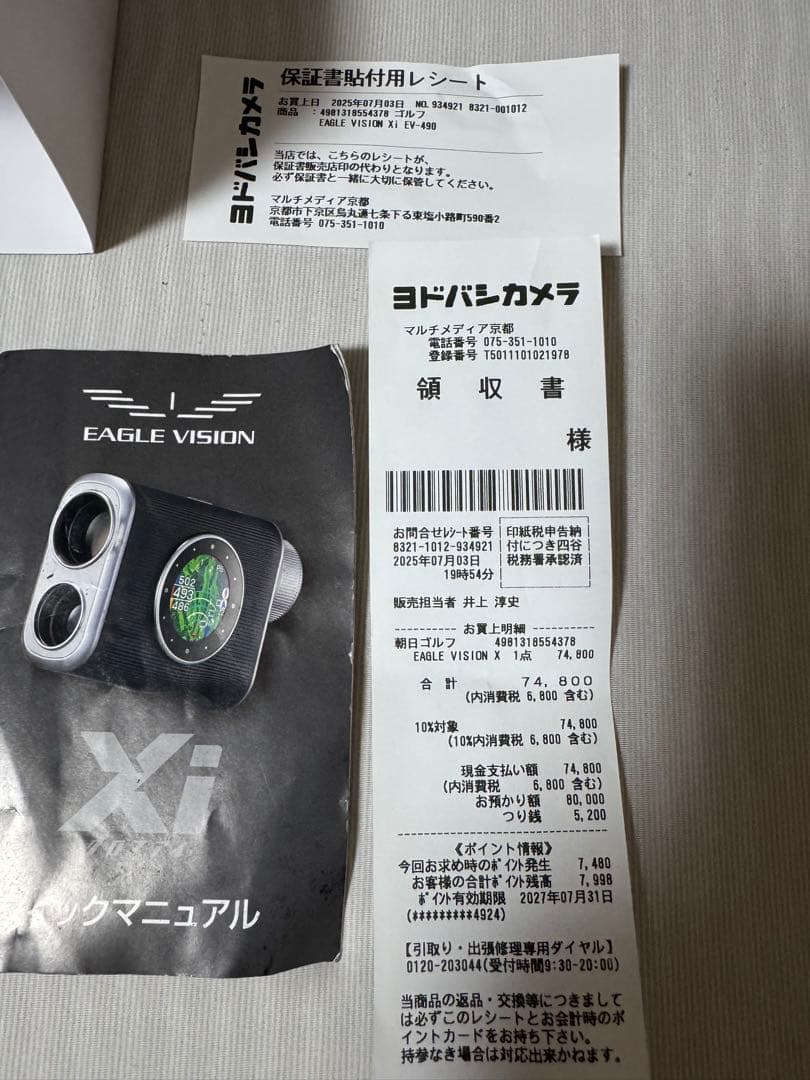 保証書貼付用レシート
ヨドバシカメラ
お買上日 2025年07月03日 NO.934921 8321-001012
商品 :4981318554378 ゴルフ
EAGLE VISION Xi EV-490
当店では、こちらのレシートが、
保証書販売店印の代わりとなります。
必ず保証書と一緒に大切に保管してください。
マルチメディア京都
京都市下京区烏丸通七条下る東塩小路町590番2
電話番号 075-351-1010
ヨドバシカメラ
マルチメディア京都
電話番号 075-351-1010
登録番号 T5011101021978
領収書
様
お問合せレシート番号
8321-1012-934921
2025年07月03日
19時54分
印紙税申告納
付につき四谷
税務署承認済
販売担当者 井上 淳史
お買上明細
朝日ゴルフ 4981318554378
EAGLE VISION X 1点 74,800
合計 74,800
(内消費税 6,800 含む)
10%対象 74,800
(10%内消費税 6,800 含む)
現金支払い額 74,800
(内消費税 6,800 含む)
お預かり額 80,000
つり銭 5,200
《ポイント情報》
今回お求め時のポイント発生 7,480
お客様の合計ポイント残高 7,998
ポイント有効期限 2027年07月31日
(*********4924)
【引取り・出張修理専用ダイヤル】
0120-203044(受付時間9:30-20:00)
当商品の返品・交換等につきまして
は必ずこのレシートとお会計時のポ
イントカードをお持ち下さい。
持参なき場合は対応出来かねます。
EAGLE VISION
502
493
486
Xi
クロスアイ
ックマニュアル